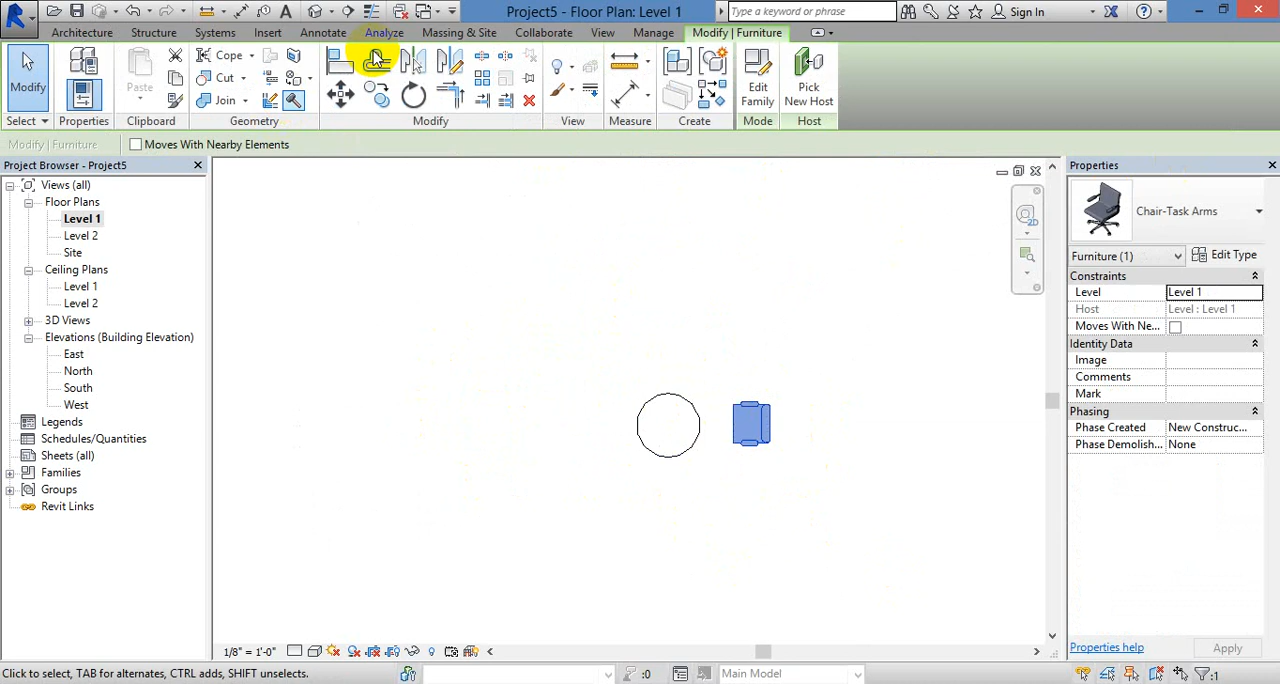 Project5 - Floor Plan: Level 1
Type a keyword or phrase
Sign In
Architecture
Structure
Systems
Insert
Annotate
Analyze
Massing & Site
Collaborate
View
Manage
Modify | Furniture
Modify
Paste
Cope
Cut
Join
Edit
Family
Pick
New Host
Select
Properties
Clipboard
Geometry
Modify
View
Measure
Create
Mode
Host
Modify | Furniture
Moves With Nearby Elements
Project Browser - Project5
Views (all)
Floor Plans
Level 1
Level 2
Site
Ceiling Plans
Level 1
Level 2
3D Views
Elevations (Building Elevation)
East
North
South
West
Legends
Schedules/Quantities
Sheets (all)
Families
Groups
Revit Links
2D
Properties
Chair-Task Arms
Furniture (1)
Edit Type
Constraints
Level Level 1
Host Level : Level 1
Moves With Ne...
Identity Data
Image
Comments
Mark
Phasing
Phase Created New Construc...
Phase Demolish... None
Properties help
Apply
1/8" = 1'-0"
Click to select, TAB for alternates, CTRL adds, SHIFT unselects.
:0
Main Model
:1